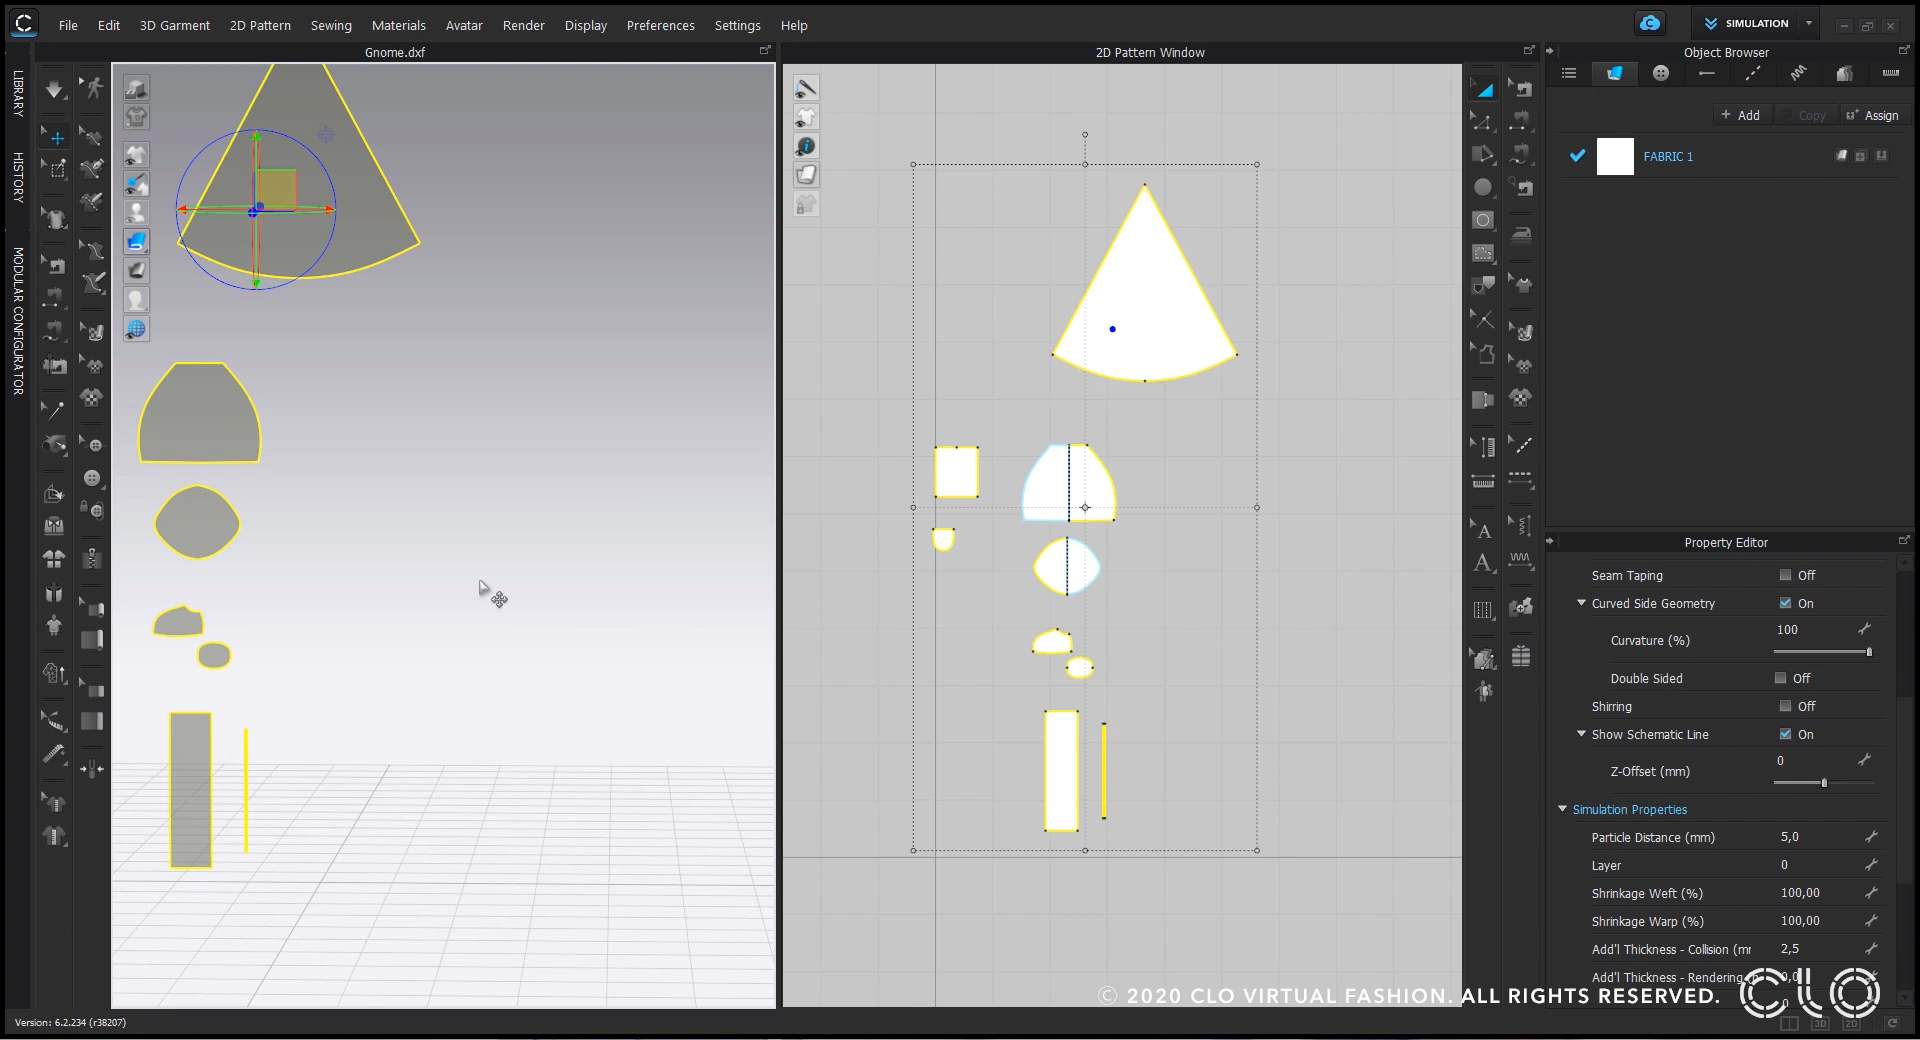 File Edit 3D Garment 2D Pattern Sewing Materials Avatar Render Display Preferences Settings Help
SIMULATION
Gnome.dxf
2D Pattern Window
Object Browser
LIBRARY
HISTORY
MODULAR CONFIGURATOR
+ Add Copy Assign
FABRIC 1
Property Editor
Seam Taping Off
Curved Side Geometry On
Curvature (%) 100
Double Sided Off
Shirring Off
Show Schematic Line On
Z-Offset (mm) 0
Simulation Properties
Particle Distance (mm) 5,0
Layer 0
Shrinkage Weft (%) 100,00
Shrinkage Warp (%) 100,00
Add'l Thickness - Collision (mr 2,5
Add'l Thickness - Rendering
© 2020 CLO VIRTUAL FASHION. ALL RIGHTS RESERVED. CLO
Version: 6.2.234 (r38207)
3D 2D